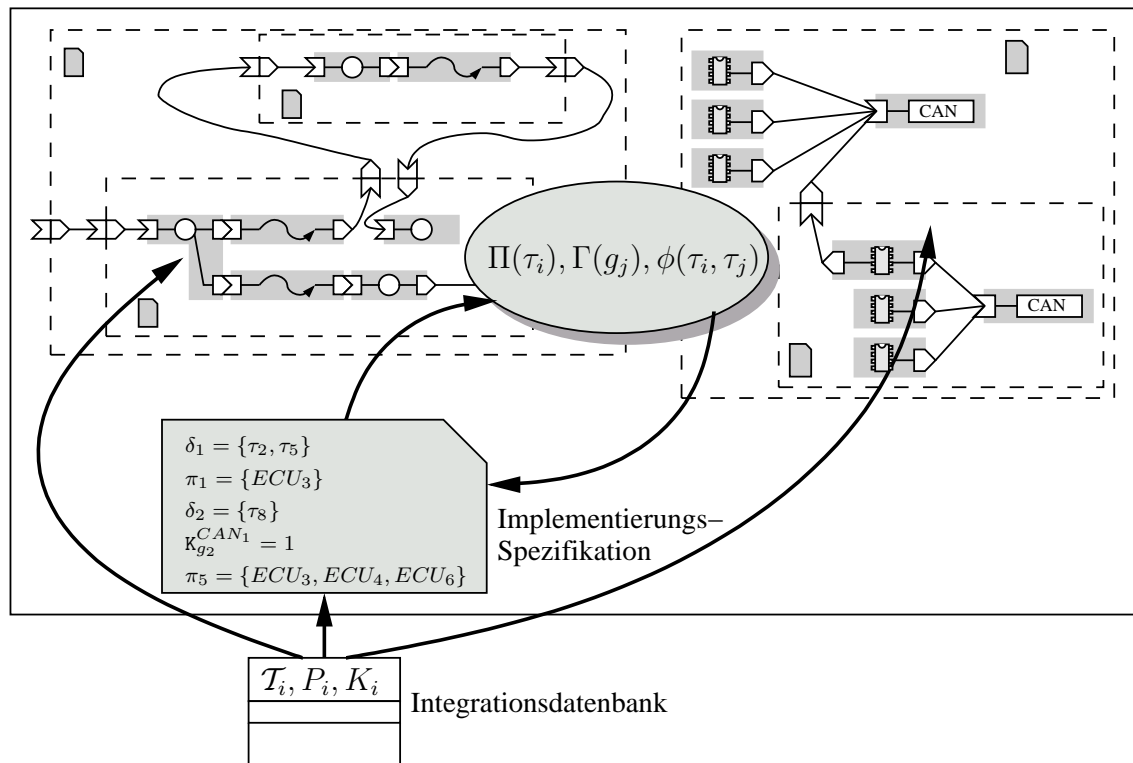 CAN
Π(τ_i), Γ(g_j), φ(τ_i, τ_j)
CAN
δ_1 = {τ_2, τ_5}
π_1 = {ECU_3}
δ_2 = {τ_8}
K_{g_2}^{CAN_1} = 1
π_5 = {ECU_3, ECU_4, ECU_6}
Implementierungs–
Spezifikation
𝒯_i, P_i, K_i
Integrationsdatenbank